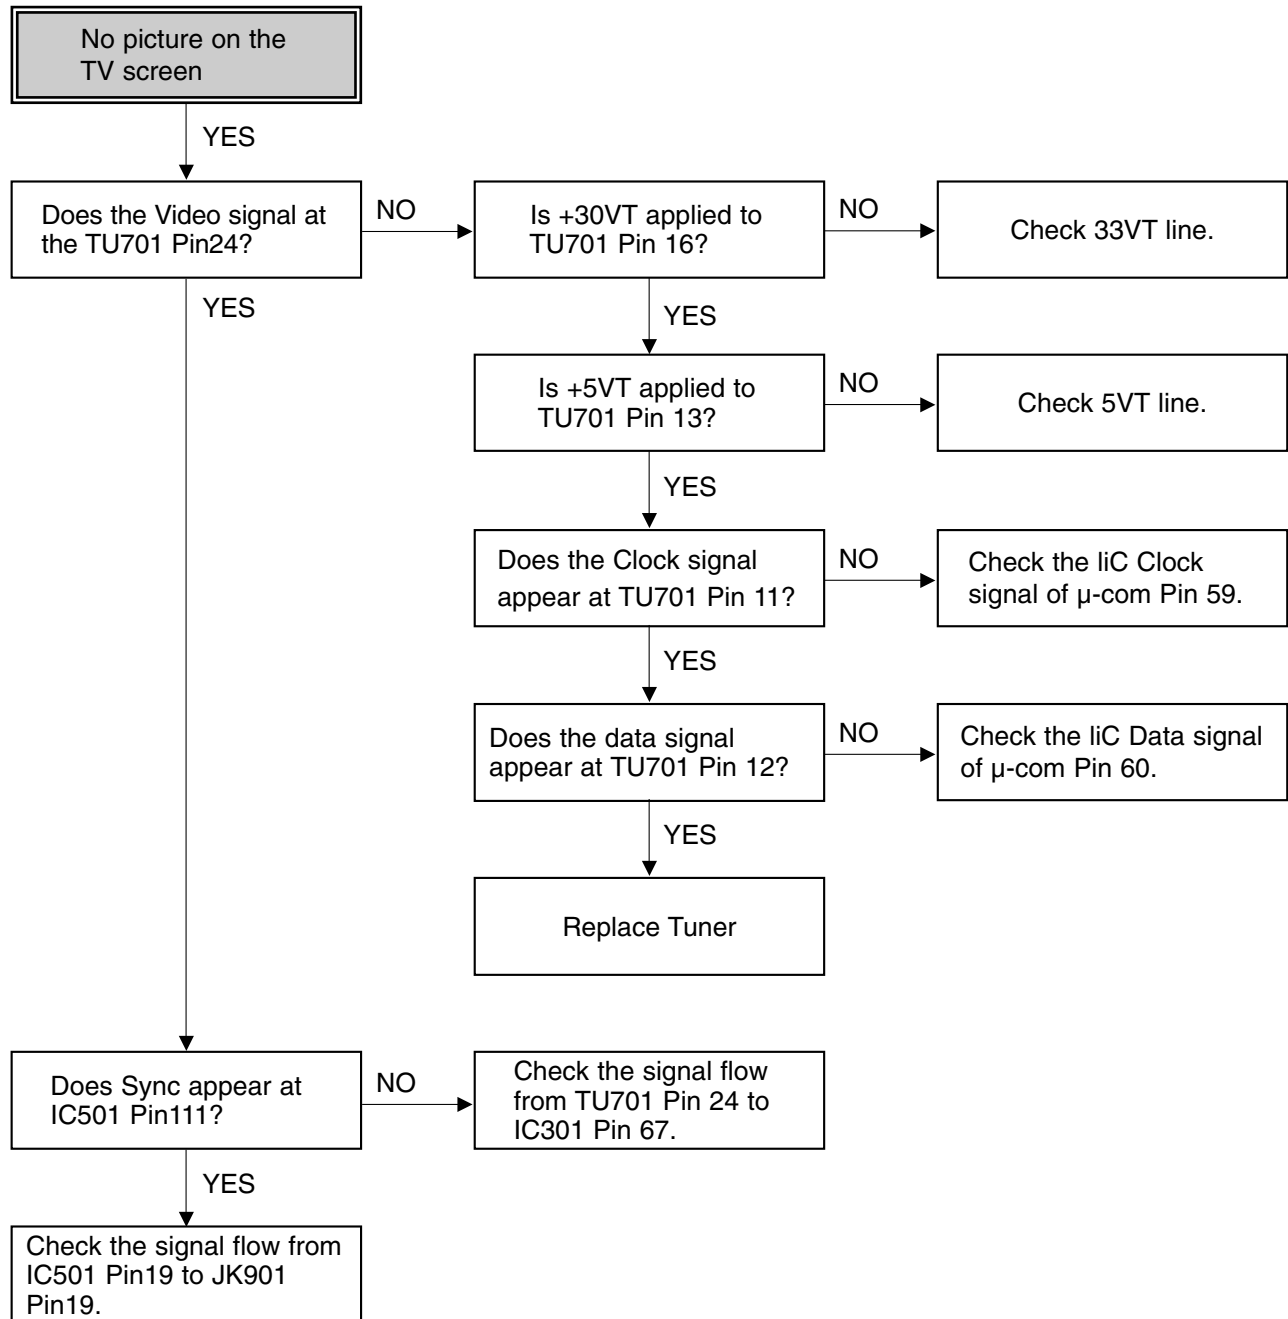 No picture on the
TV screen
YES
Does the Video signal at
the TU701 Pin24?
NO
Is +30VT applied to
TU701 Pin 16?
NO
Check 33VT line.
YES
YES
Is +5VT applied to
TU701 Pin 13?
NO
Check 5VT line.
YES
Does the Clock signal
appear at TU701 Pin 11?
NO
Check the IiC Clock
signal of µ-com Pin 59.
YES
Does the data signal
appear at TU701 Pin 12?
NO
Check the IiC Data signal
of µ-com Pin 60.
YES
Replace Tuner
Does Sync appear at
IC501 Pin111?
NO
Check the signal flow
from TU701 Pin 24 to
IC301 Pin 67.
YES
Check the signal flow from
IC501 Pin19 to JK901
Pin19.